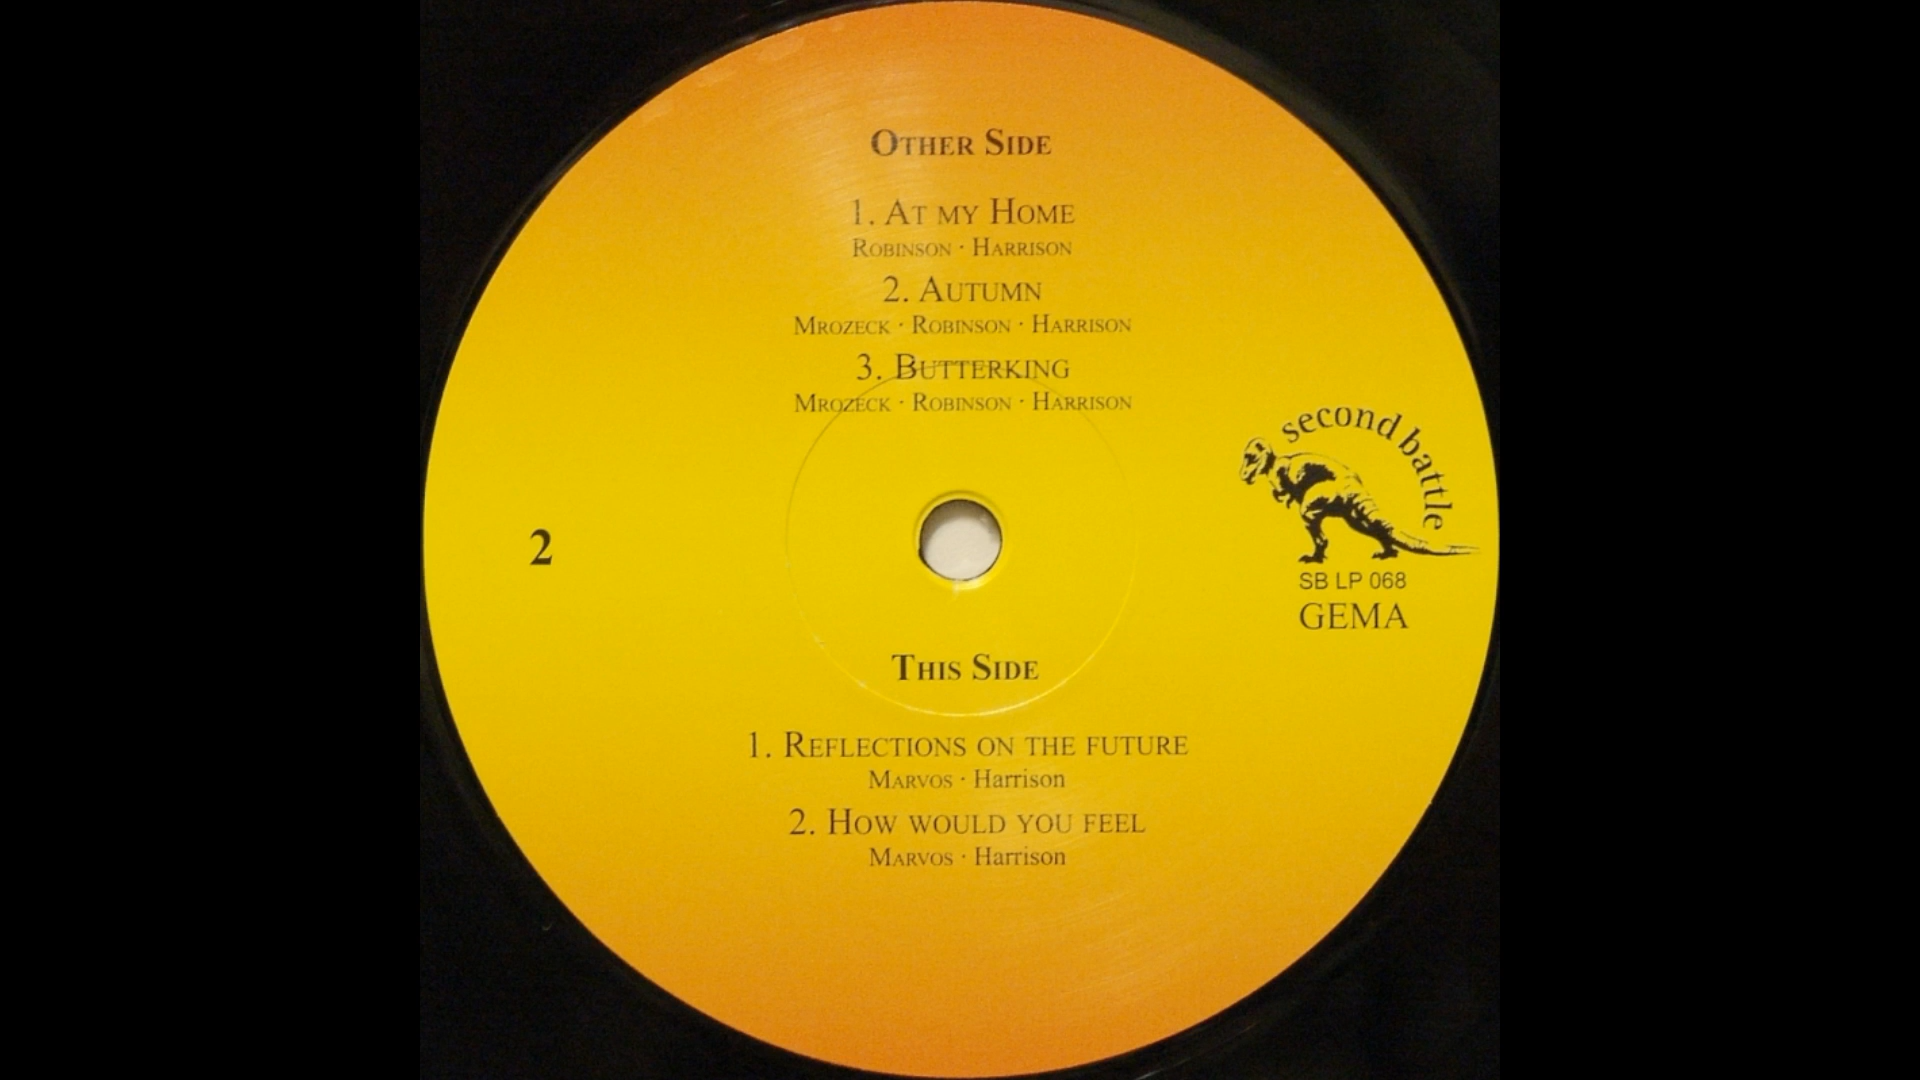 Other Side
1. At my Home
Robinson · Harrison
2. Autumn
Mrozeck · Robinson · Harrison
3. Butterking
Mrozeck · Robinson · Harrison
second battle
2
SB LP 068
GEMA
This Side
1. Reflections on the future
Marvos · Harrison
2. How would you feel
Marvos · Harrison